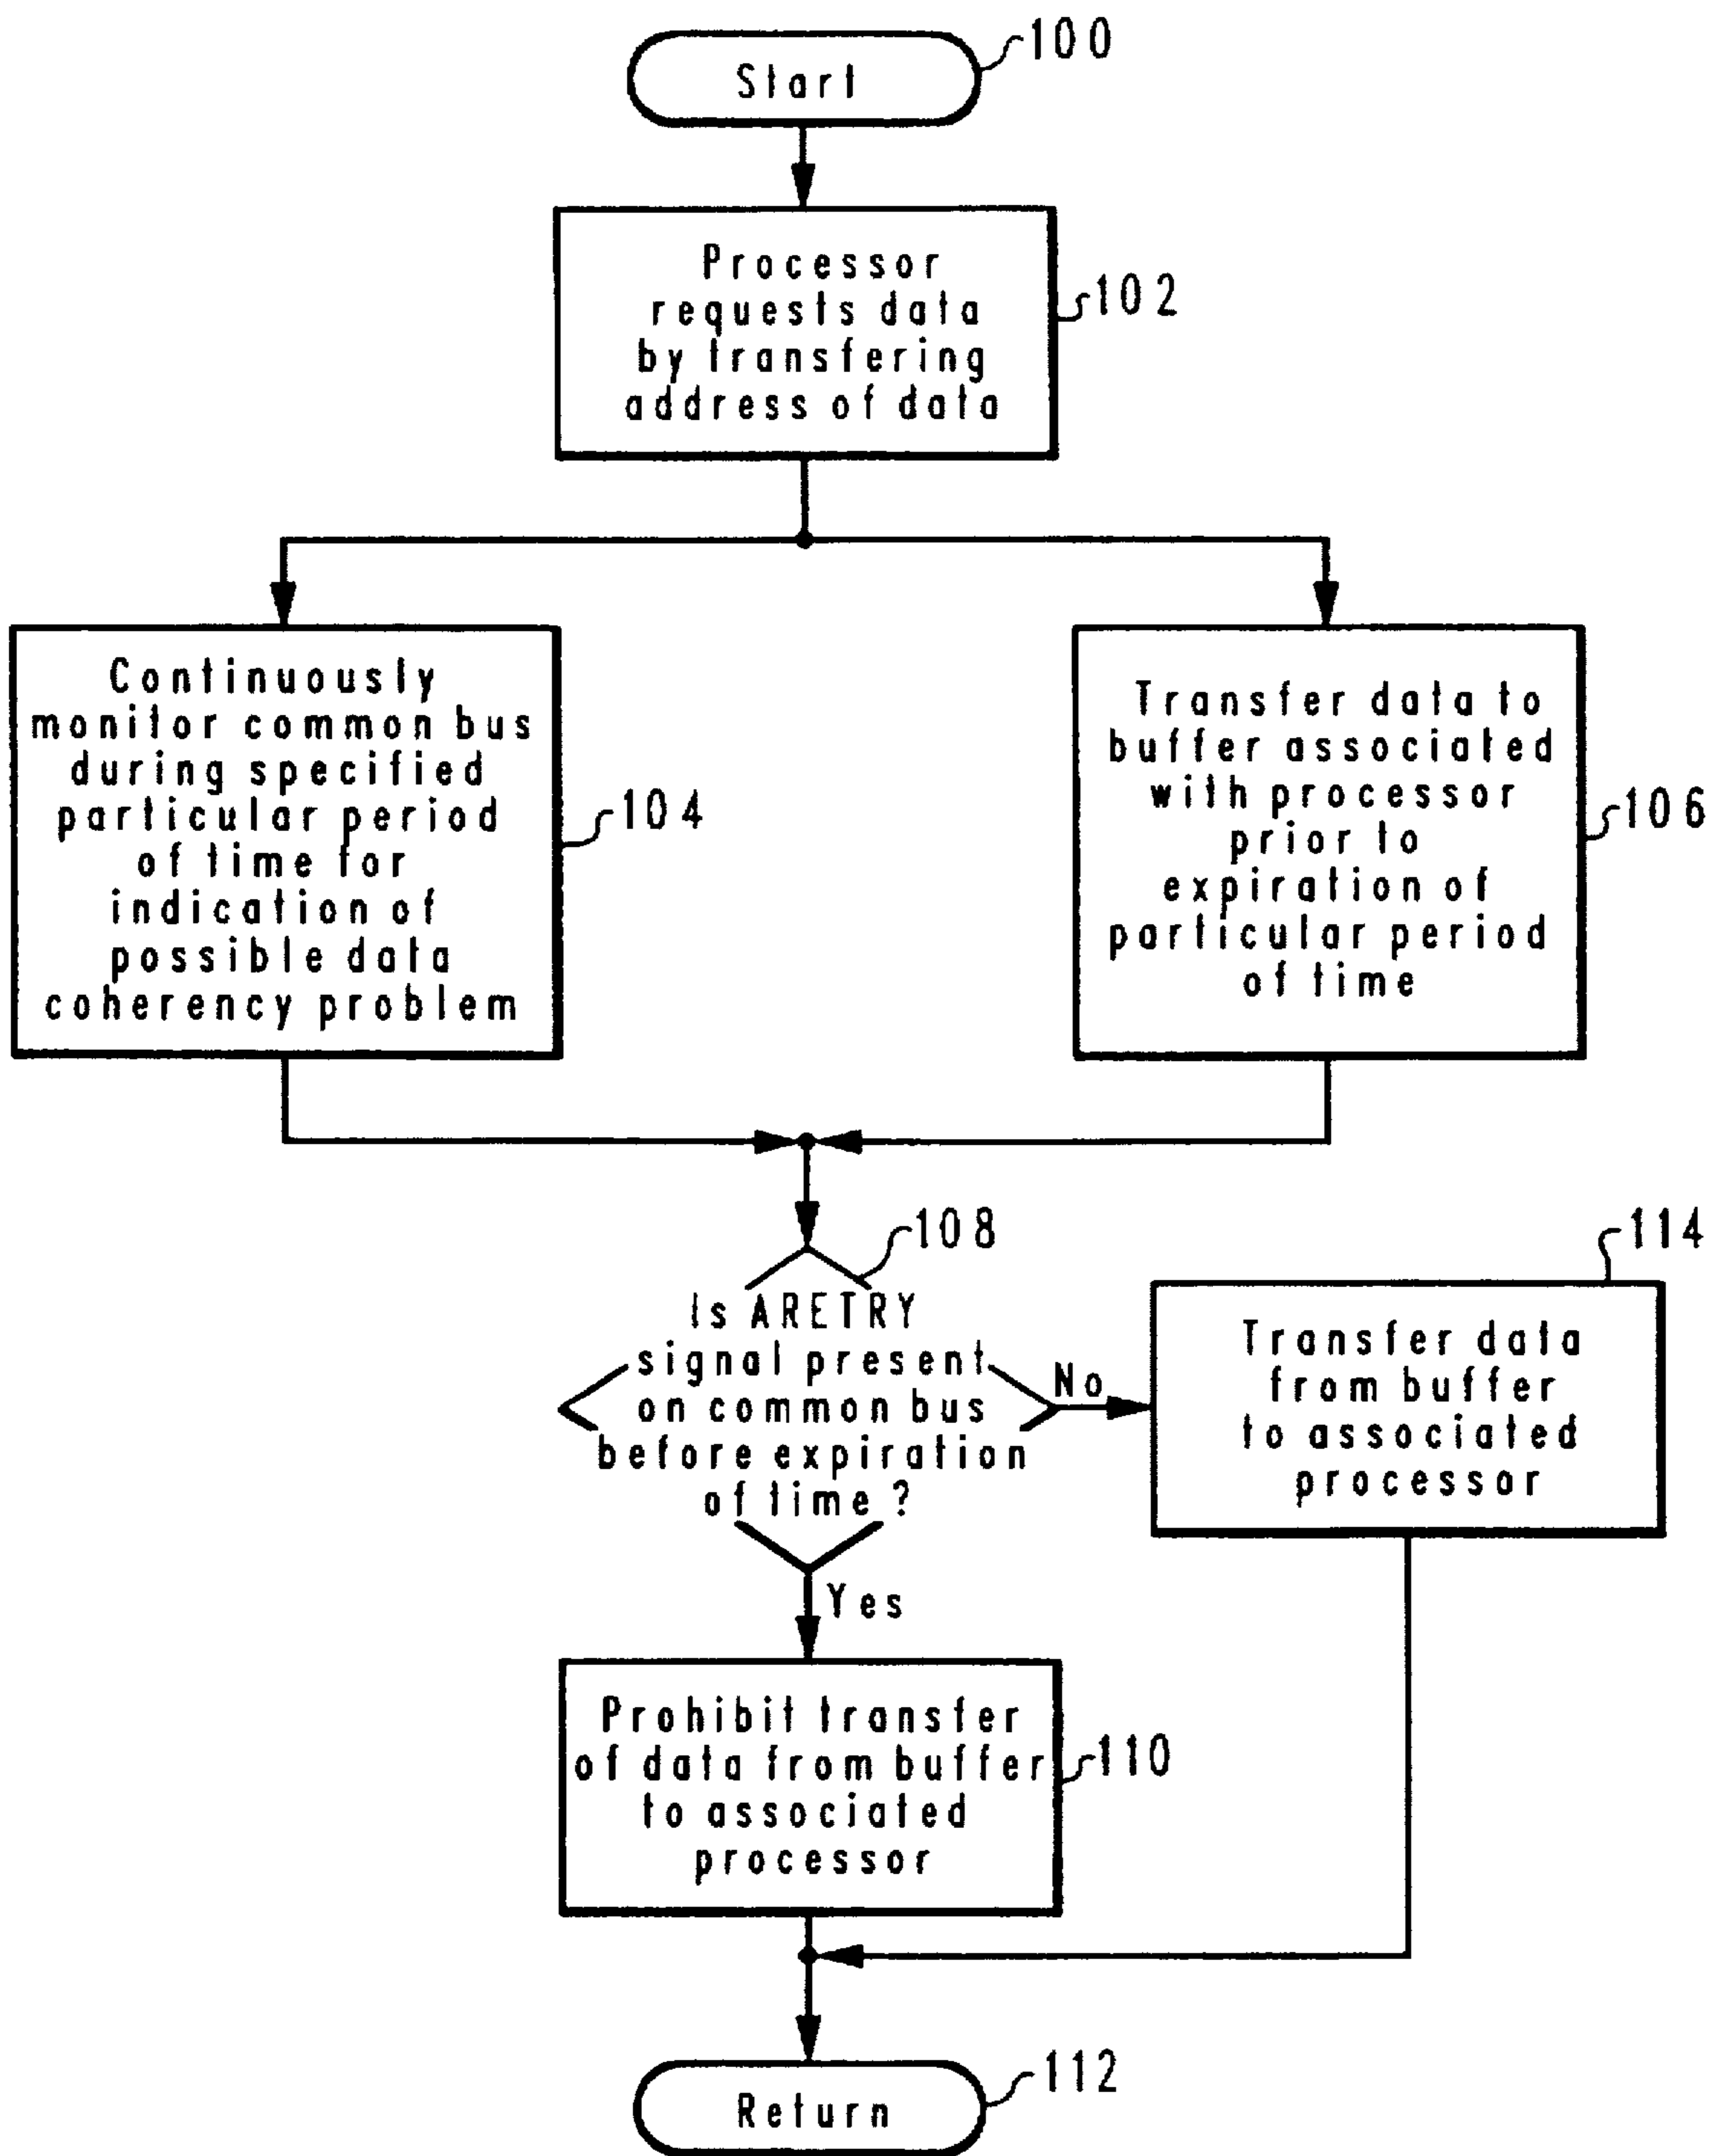 100
Start
Processor
requests data
by transfering
address of data
102
Continuously
monitor common bus
during specified
particular period
of time for
indication of
possible data
coherency problem
104
Transfer data to
buffer associated
with processor
prior to
expiration of
particular period
of time
106
108
Is ARETRY
signal present
on common bus
before expiration
of time?
No
114
Transfer data
from buffer
to associated
processor
Yes
Prohibit transfer
of data from buffer
to associated
processor
110
112
Return